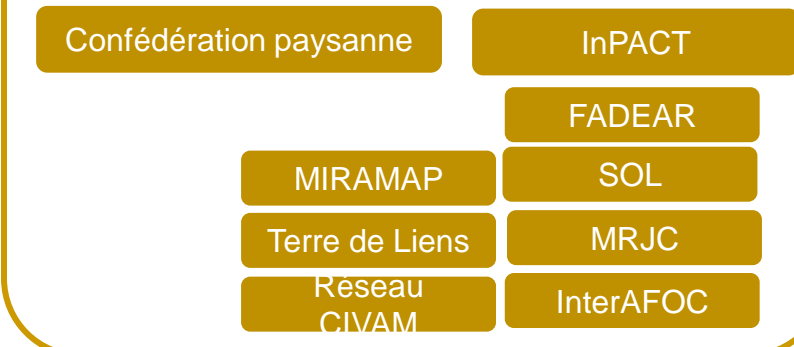 Confédération paysanne
InPACT
FADEAR
MIRAMAP
SOL
Terre de Liens
MRJC
Réseau
CIVAM
InterAFOC